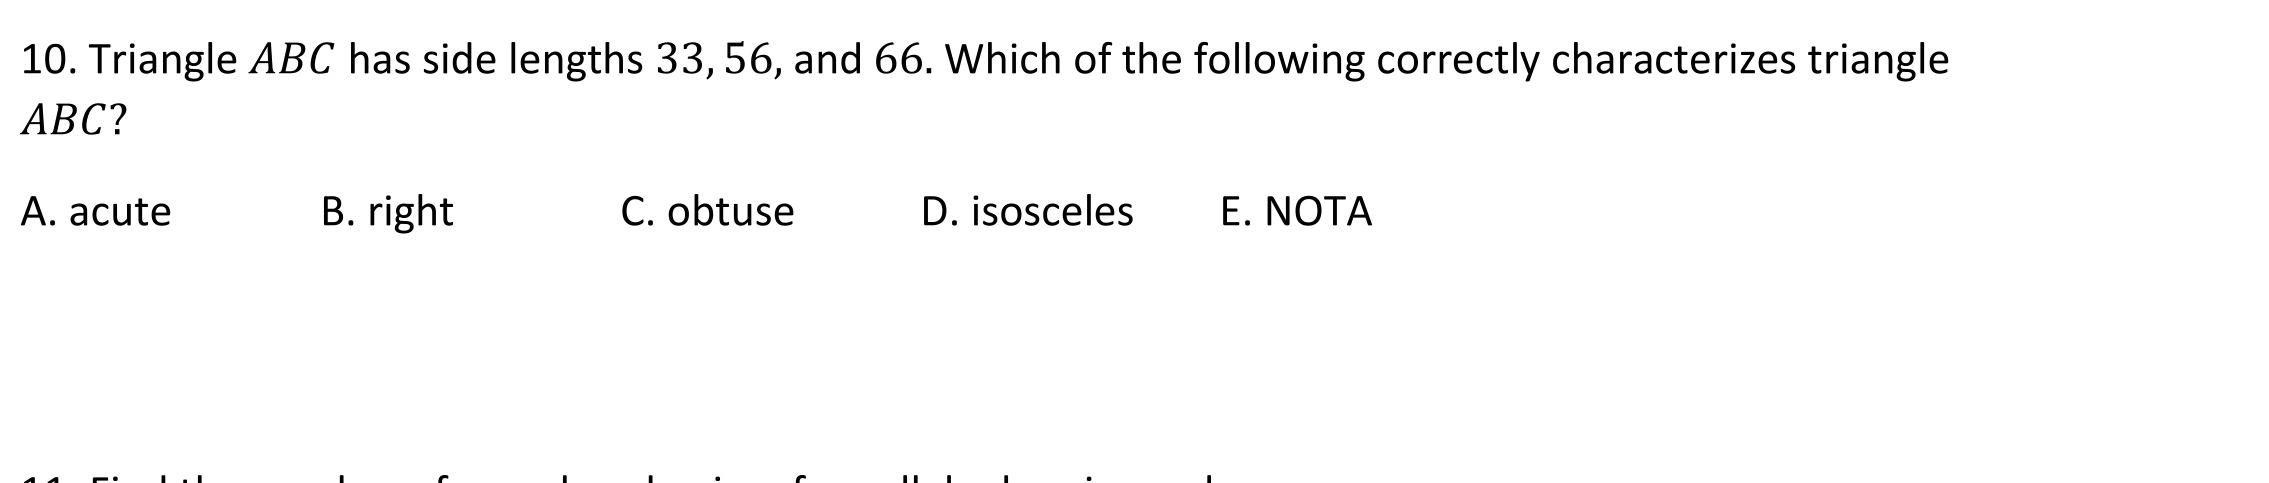 10. Triangle ABC has side lengths 33, 56, and 66. Which of the following correctly characterizes triangle
ABC?
A. acute B. right C. obtuse D. isosceles E. NOTA